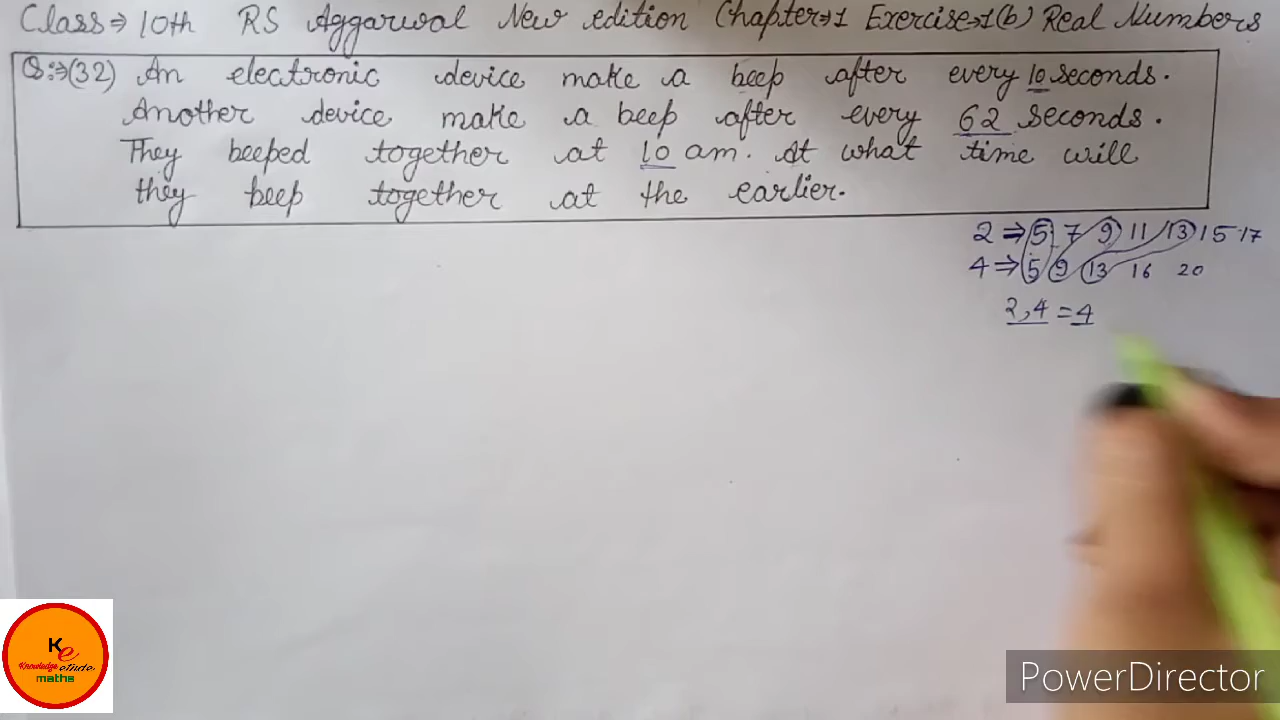 Class⇒10th RS Aggarwal New edition Chapter⇒1 Exercise⇒1(b) Real Numbers
Q:⇒(32) An electronic device make a beep after every 10 seconds.
Another device make a beep after every 62 seconds.
They beeped together at 10 am. At what time will
they beep together at the earlier.
2 ⇒ 5 7 9 11 13 15 17
4 ⇒ 5 9 13 16 20
2,4 = 4
Ke
Knowledge etude
maths
PowerDirector